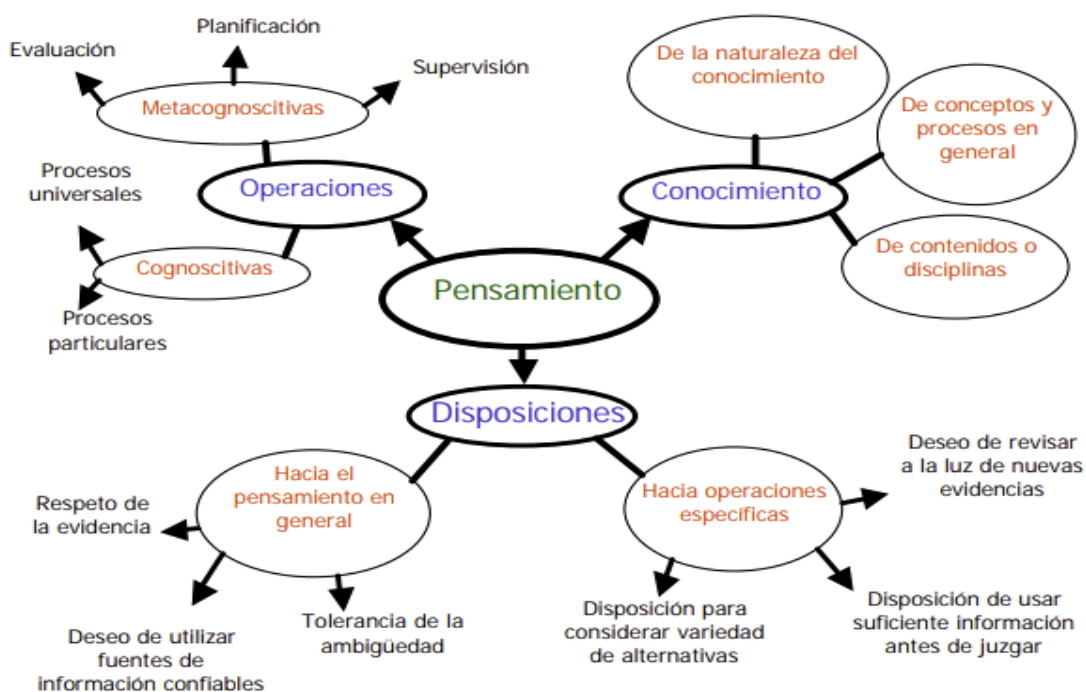 Planificación
Evaluación
Supervisión
Metacognoscitivas
Procesos
universales
Operaciones
Cognoscitivas
Procesos
particulares
De la naturaleza del
conocimiento
De conceptos y
procesos en
general
Conocimiento
De contenidos o
disciplinas
Pensamiento
Disposiciones
Hacia el
pensamiento en
general
Respeto de
la evidencia
Deseo de utilizar
fuentes de
información confiables
Tolerancia de la
ambigüedad
Hacia operaciones
específicas
Deseo de revisar
a la luz de nuevas
evidencias
Disposición para
considerar variedad
de alternativas
Disposición de usar
suficiente información
antes de juzgar